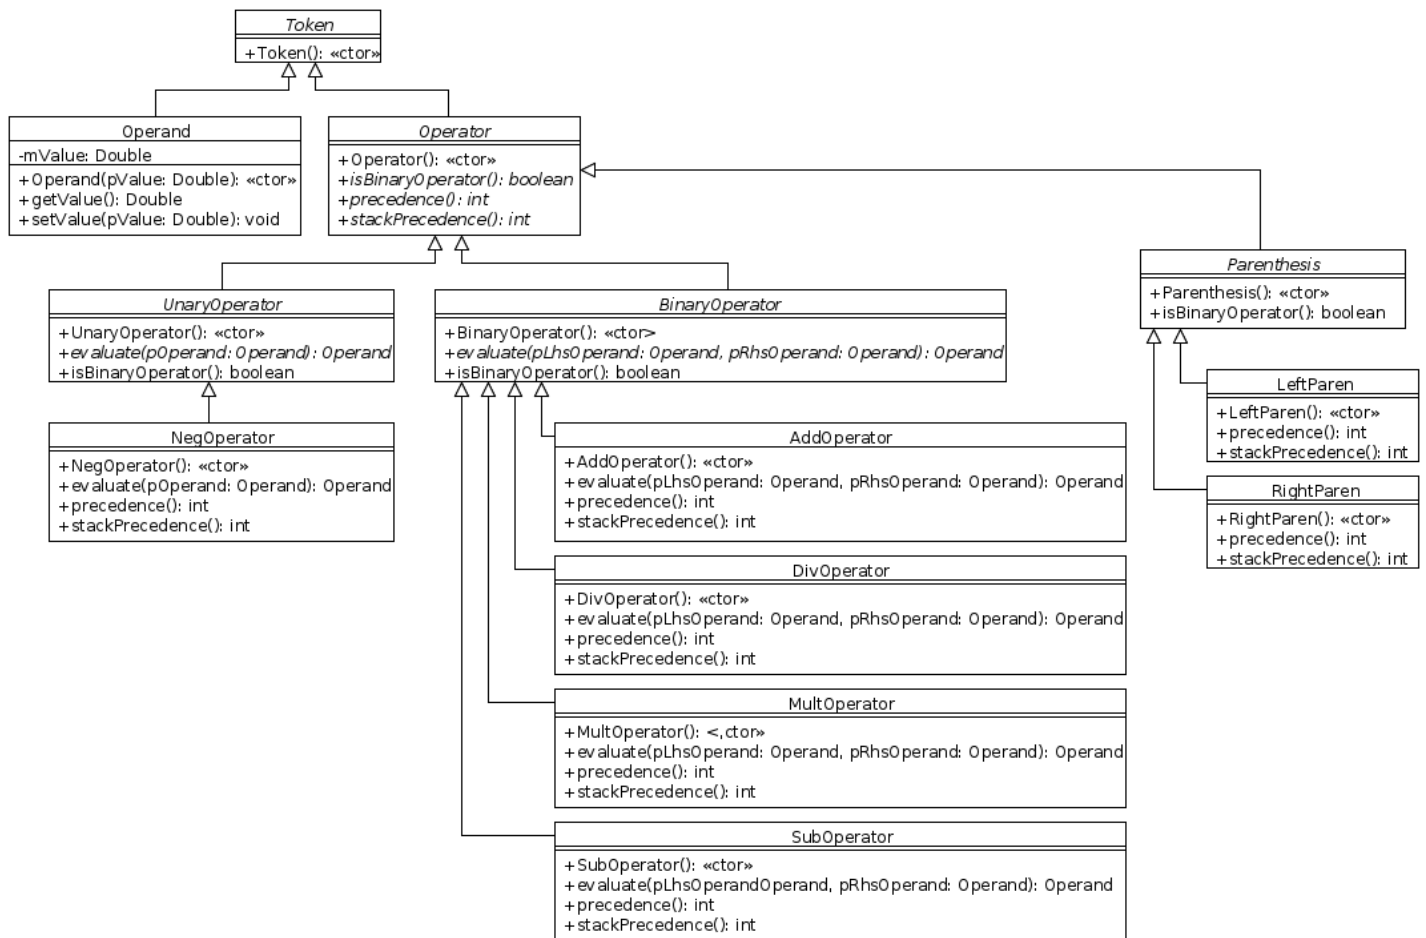 Token
+Token(): «ctor»
Operand
-mValue: Double
+Operand(pValue: Double): «ctor»
+getValue(): Double
+setValue(pValue: Double): void
Operator
+Operator(): «ctor»
+isBinaryOperator(): boolean
+precedence(): int
+stackPrecedence(): int
Parenthesis
+Parenthesis(): «ctor»
+isBinaryOperator(): boolean
UnaryOperator
+UnaryOperator(): «ctor»
+evaluate(pOperand: Operand): Operand
+isBinaryOperator(): boolean
BinaryOperator
+BinaryOperator(): «ctor>
+evaluate(pLhsOperand: Operand, pRhsOperand: Operand): Operand
+isBinaryOperator(): boolean
LeftParen
+LeftParen(): «ctor»
+precedence(): int
+stackPrecedence(): int
NegOperator
+NegOperator(): «ctor»
+evaluate(pOperand: Operand): Operand
+precedence(): int
+stackPrecedence(): int
AddOperator
+AddOperator(): «ctor»
+evaluate(pLhsOperand: Operand, pRhsOperand: Operand): Operand
+precedence(): int
+stackPrecedence(): int
RightParen
+RightParen(): «ctor»
+precedence(): int
+stackPrecedence(): int
DivOperator
+DivOperator(): «ctor»
+evaluate(pLhsOperand: Operand, pRhsOperand: Operand): Operand
+precedence(): int
+stackPrecedence(): int
MultOperator
+MultOperator(): <,ctor»
+evaluate(pLhsOperand: Operand, pRhsOperand: Operand): Operand
+precedence(): int
+stackPrecedence(): int
SubOperator
+SubOperator(): «ctor»
+evaluate(pLhsOperandOperand, pRhsOperand: Operand): Operand
+precedence(): int
+stackPrecedence(): int